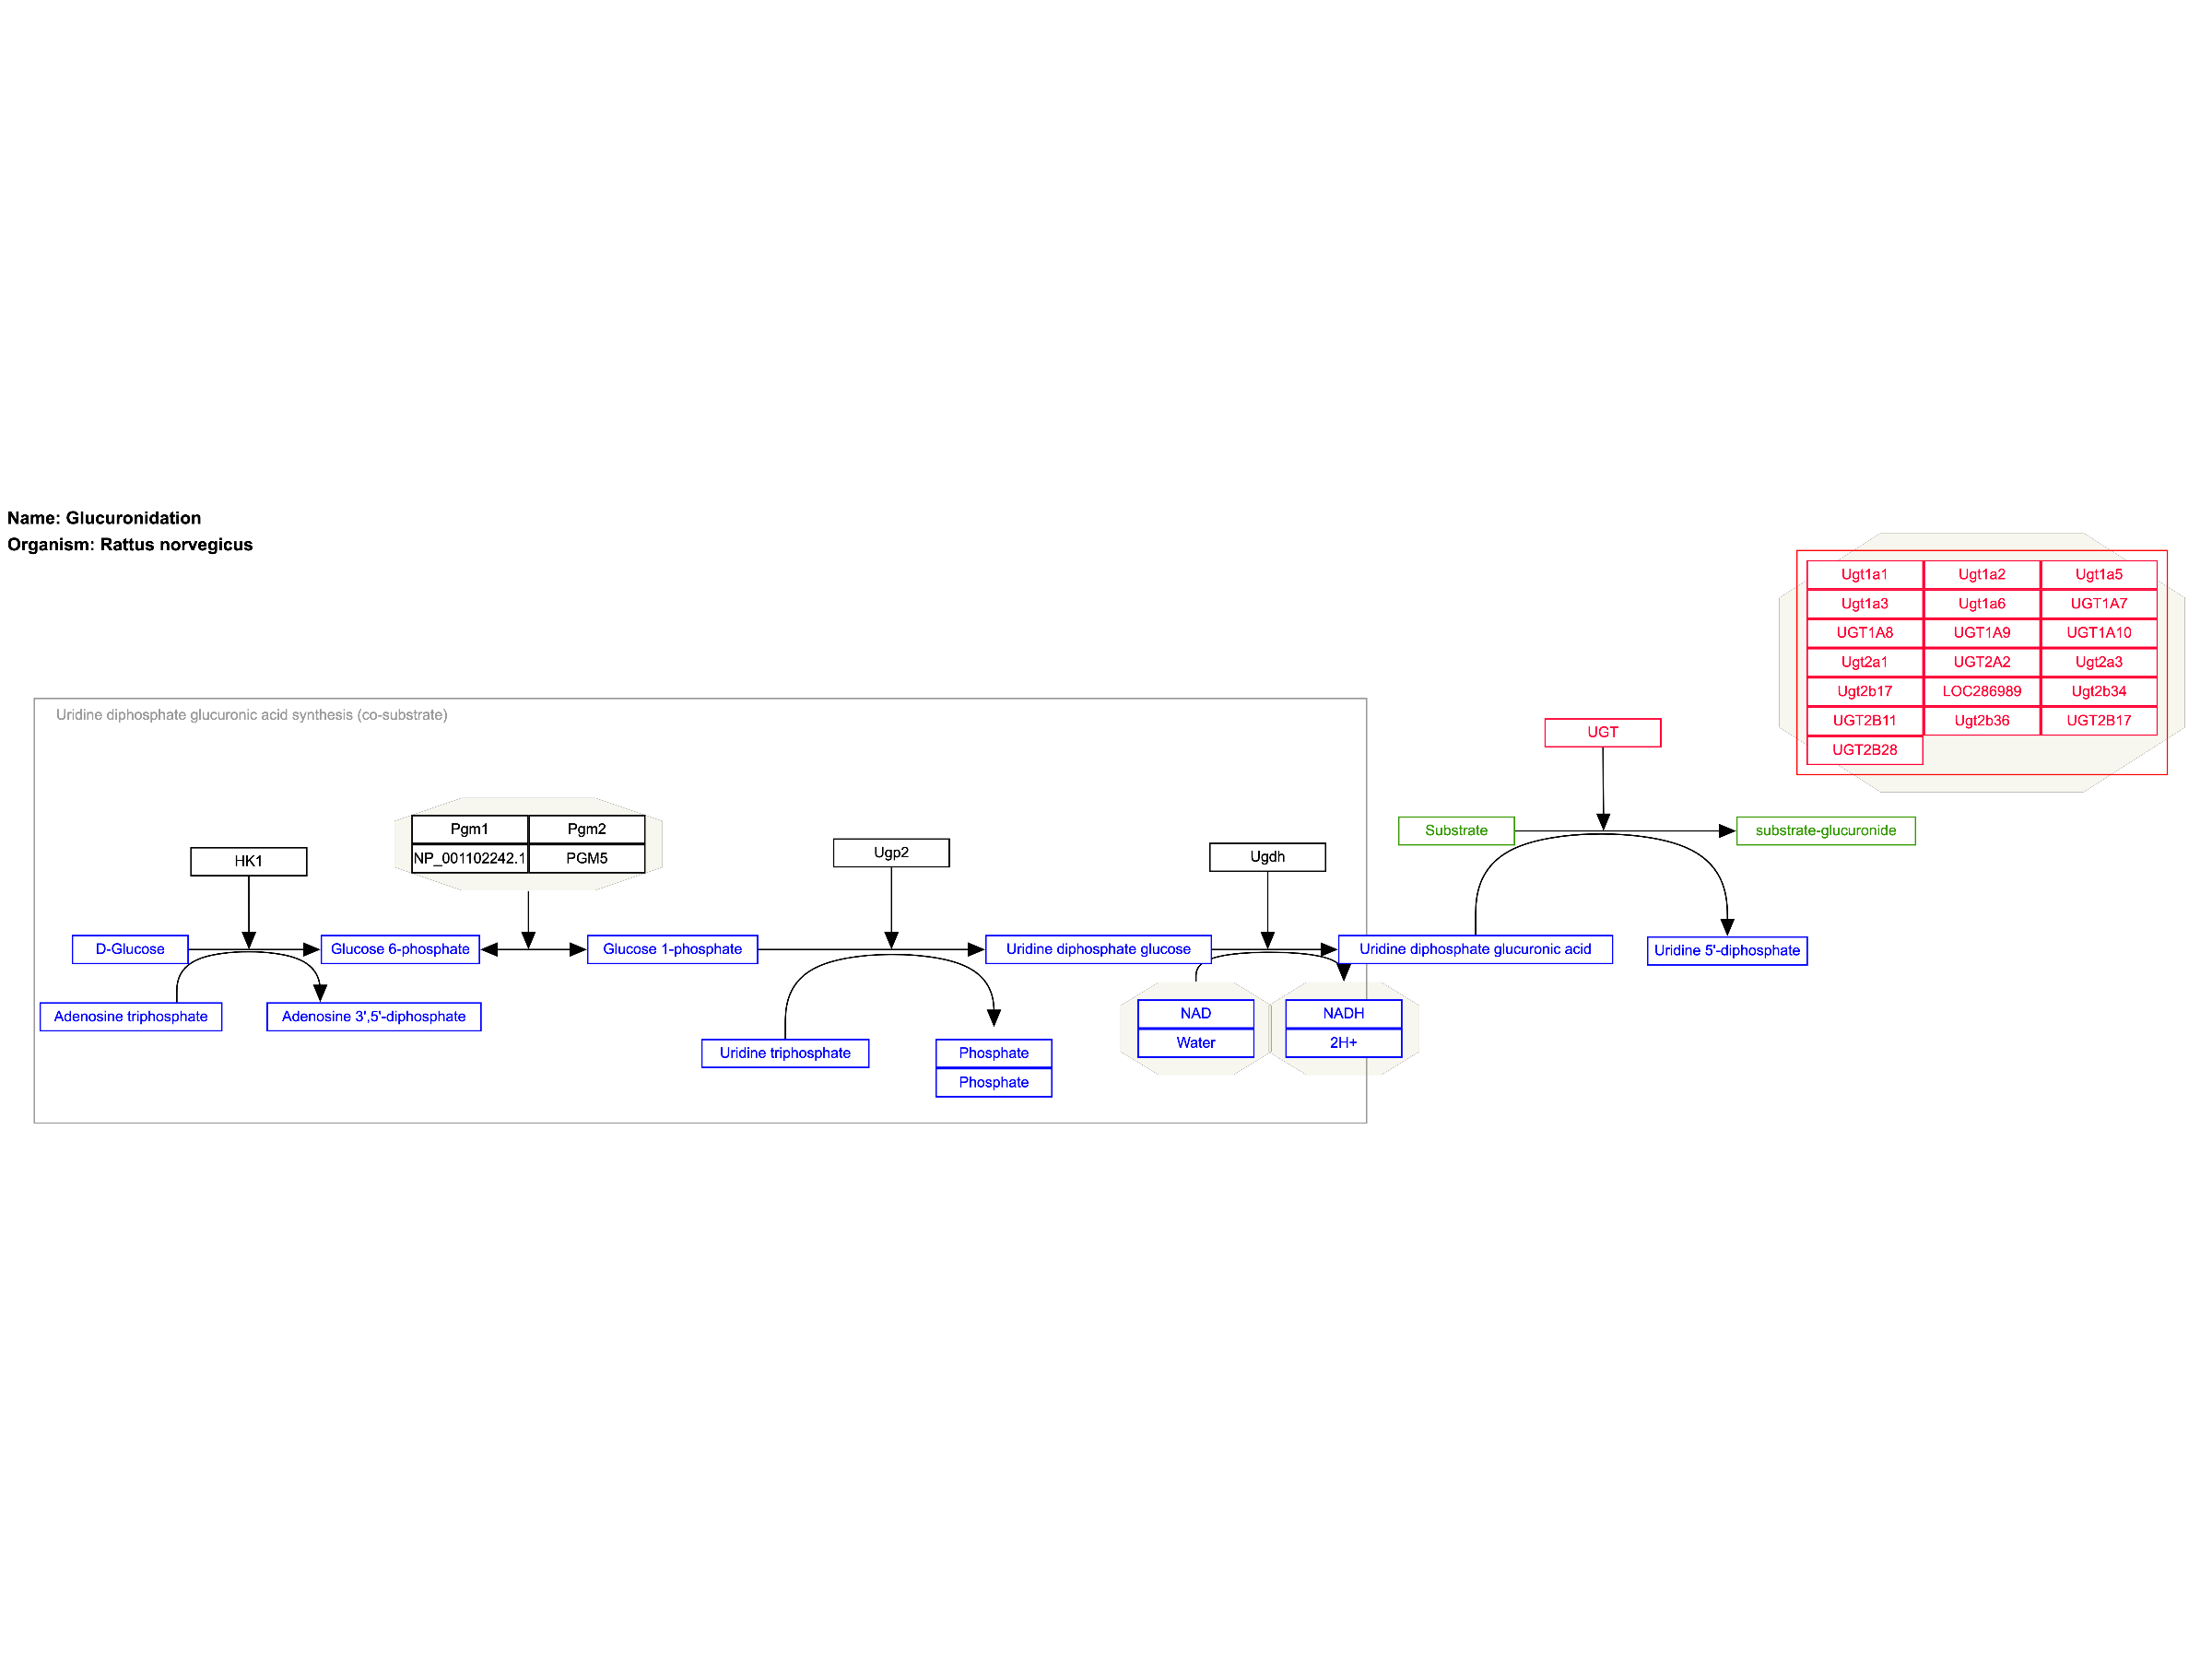 Name: Glucuronidation
Organism: Rattus norvegicus
Ugt1a1 Ugt1a2 Ugt1a5
Ugt1a3 Ugt1a6 UGT1A7
UGT1A8 UGT1A9 UGT1A10
Ugt2a1 UGT2A2 Ugt2a3
Ugt2b17 LOC286989 Ugt2b34
UGT2B11 Ugt2b36 UGT2B17
UGT2B28
Uridine diphosphate glucuronic acid synthesis (co-substrate)
UGT
Pgm1 Pgm2
NP_001102242.1 PGM5
Substrate substrate-glucuronide
HK1
Ugp2
Ugdh
D-Glucose Glucose 6-phosphate Glucose 1-phosphate Uridine diphosphate glucose Uridine diphosphate glucuronic acid Uridine 5'-diphosphate
Adenosine triphosphate Adenosine 3',5'-diphosphate
NAD NADH
Water 2H+
Uridine triphosphate Phosphate
Phosphate